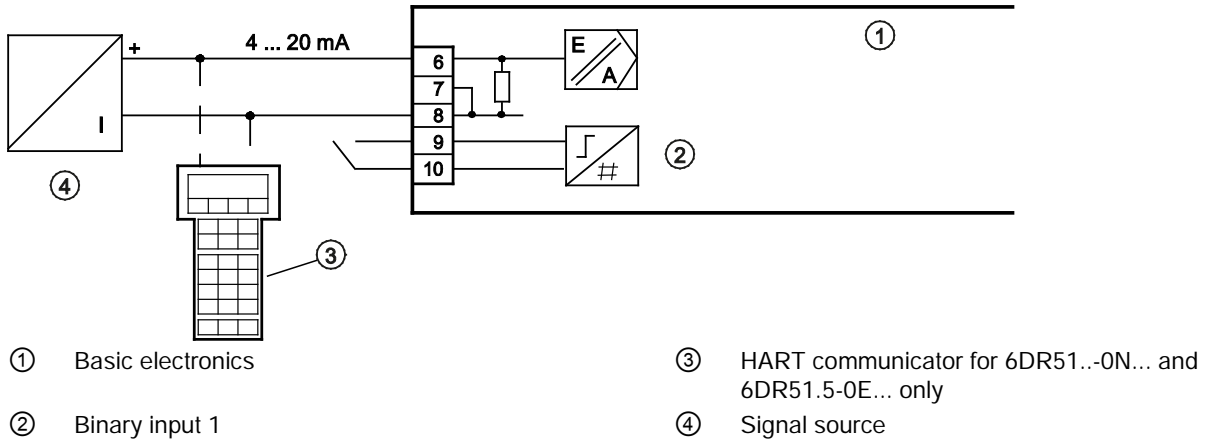 ①
+
4 ... 20 mA
6
E
A
7
8
I
9
②
10
#
④
③
① Basic electronics
③ HART communicator for 6DR51..-0N... and
6DR51.5-0E... only
② Binary input 1
④ Signal source